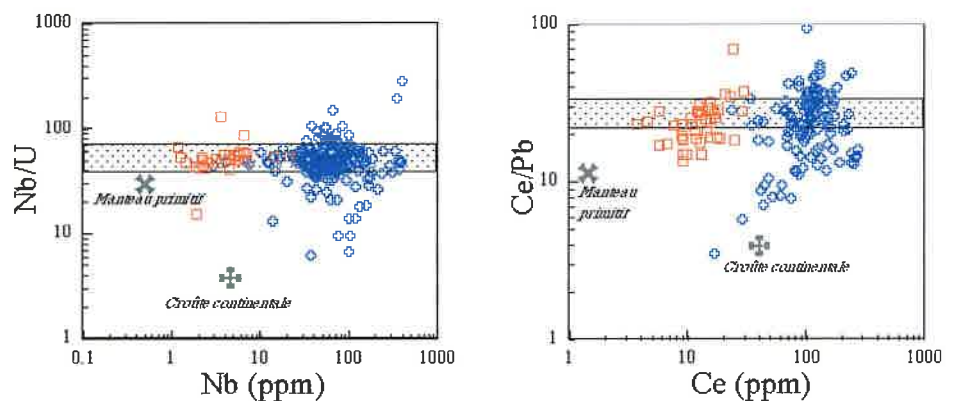 1000
100
10
1
Nb/U
Manteau primitif
Croûte continentale
0.1
1
10
100
1000
Nb (ppm)
100
10
1
Ce/Pb
Manteau
primitif
Croûte continentale
1
10
100
1000
Ce (ppm)